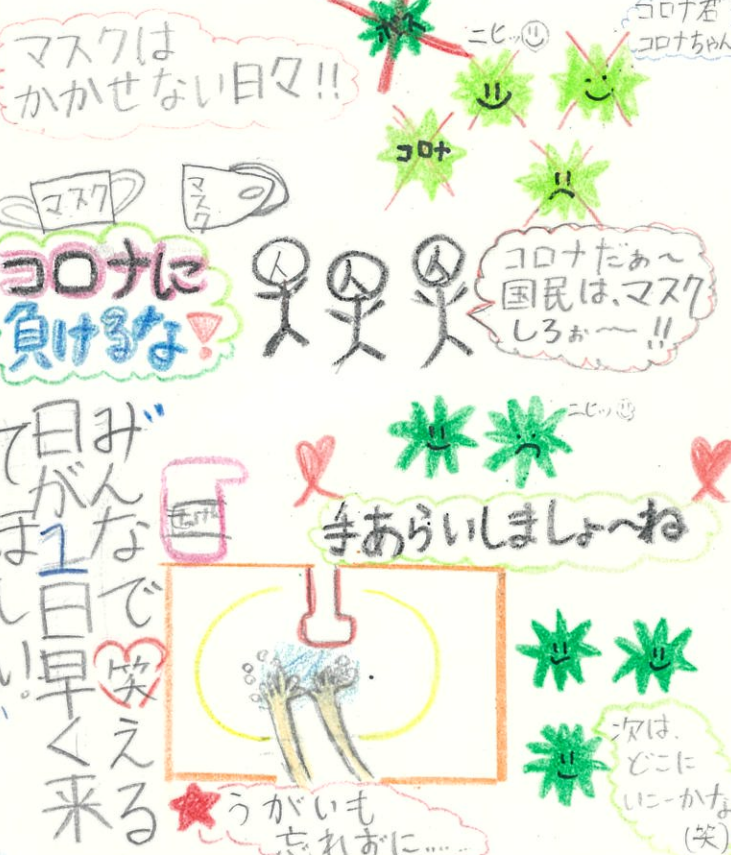 マスクは
かかせない日々!!
ボス
ニヒッ
コロナ君
コロナちゃん
コロナ
マスク
マスク
コロナに
負けるな!
人
人
人
コロナだぁ〜
国民は、マスク
しろぉ〜〜!!
みんなで笑える
日が1日早く来
てほしい!
ニヒッ
手あらいしましょ〜ね
次は、
どこに
いこーかな
(笑)
うがいも
忘れずに……